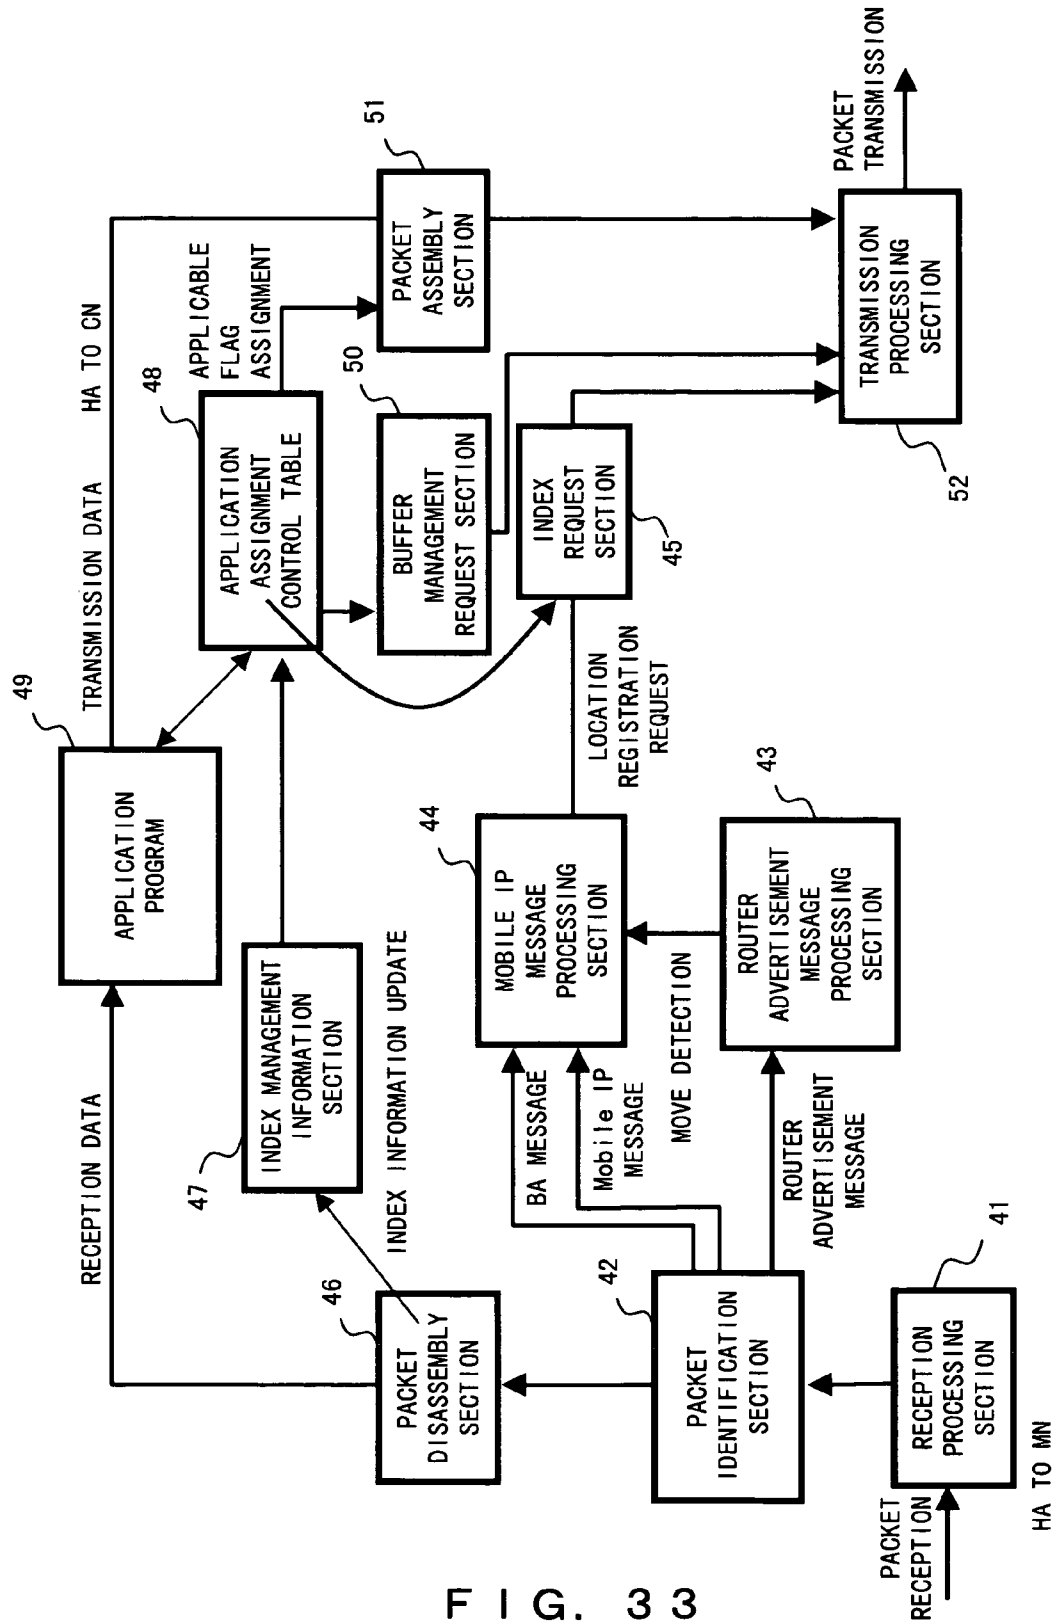 49
RECEPTION DATA
APPLICATION
PROGRAM
TRANSMISSION DATA
HA TO CN
47
INDEX MANAGEMENT
INFORMATION
SECTION
INDEX INFORMATION UPDATE
48
APPLICATION
ASSIGNMENT
CONTROL TABLE
APPLICABLE
FLAG
ASSIGNMENT
46
PACKET
DISASSEMBLY
SECTION
50
BUFFER
MANAGEMENT
REQUEST SECTION
51
PACKET
ASSEMBLY
SECTION
44
MOBILE IP
MESSAGE
PROCESSING
SECTION
BA MESSAGE
Mobile IP
MESSAGE
LOCATION
REGISTRATION
REQUEST
INDEX
REQUEST
SECTION
45
42
PACKET
IDENTIFICATION
SECTION
MOVE DETECTION
43
ROUTER
ADVERTISEMENT
MESSAGE
PROCESSING
SECTION
ROUTER
ADVERTISEMENT
MESSAGE
41
RECEPTION
PROCESSING
SECTION
PACKET
RECEPTION
HA TO MN
TRANSMISSION
PROCESSING
SECTION
52
PACKET
TRANSMISSION
FIG. 33